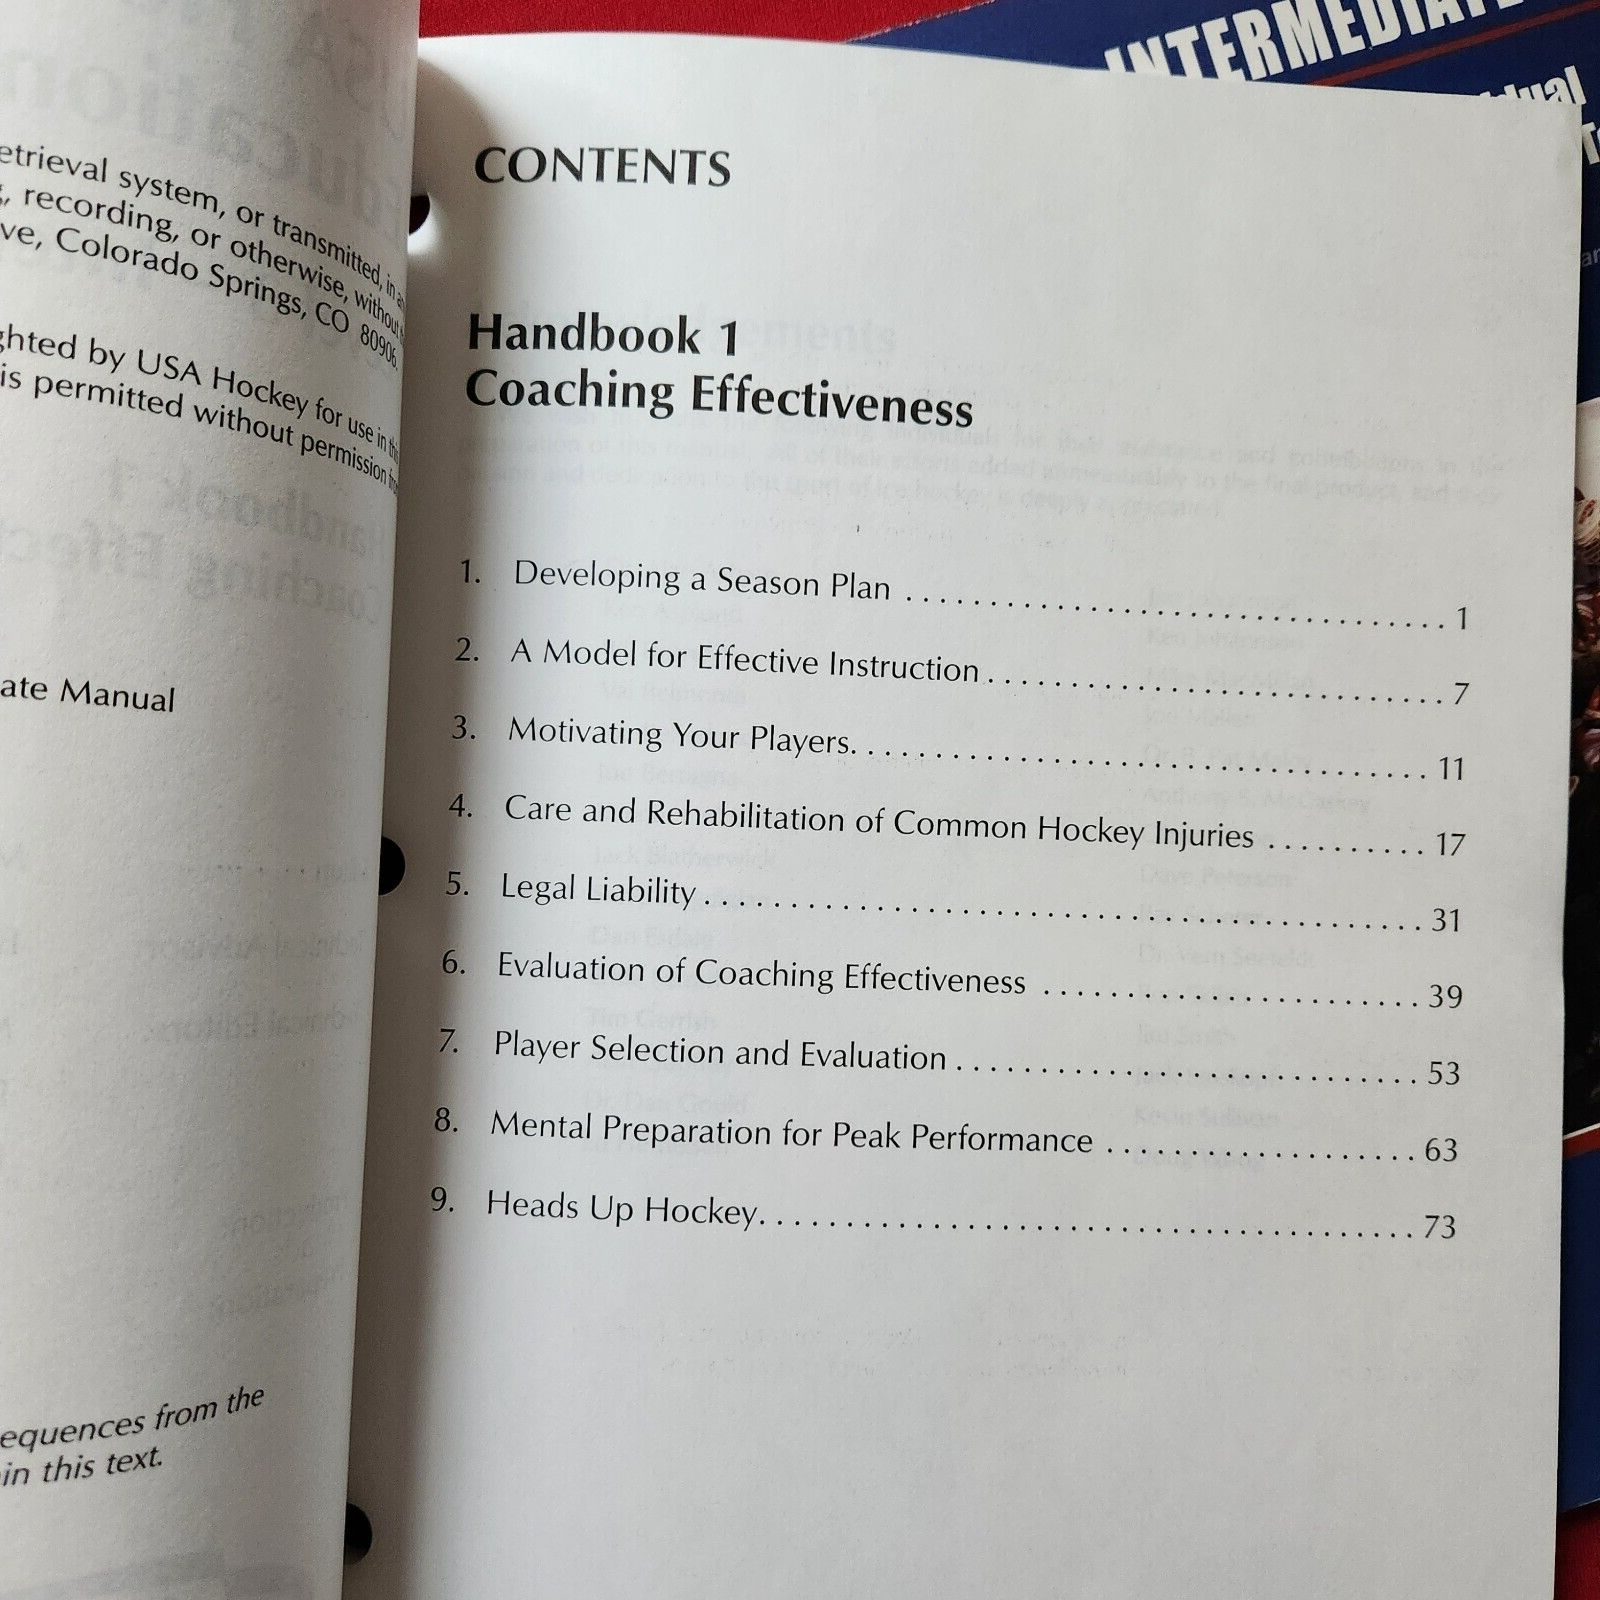 etrieval system, or transmitted, in
, recording, or otherwise, without
ve, Colorado Springs, CO 80906.
ghted by USA Hockey for use in
is permitted without permission
ate Manual
equences from the
in this text.
CONTENTS
Handbook 1
Coaching Effectiveness
1. Developing a Season Plan . . . . . . . . . . . . . . . . . . . . 1
2. A Model for Effective Instruction . . . . . . . . . . . . . . . . . . . . 7
3. Motivating Your Players. . . . . . . . . . . . . . . . . . . . 11
4. Care and Rehabilitation of Common Hockey Injuries . . . . . . . . . . 17
5. Legal Liability . . . . . . . . . . . . . . . . . . . . 31
6. Evaluation of Coaching Effectiveness . . . . . . . . . . . . . . . . . . . . 39
7. Player Selection and Evaluation . . . . . . . . . . . . . . . . . . . . 53
8. Mental Preparation for Peak Performance . . . . . . . . . . . . . . . . . . . 63
9. Heads Up Hockey. . . . . . . . . . . . . . . . . . . . 73
INTERMEDIATE